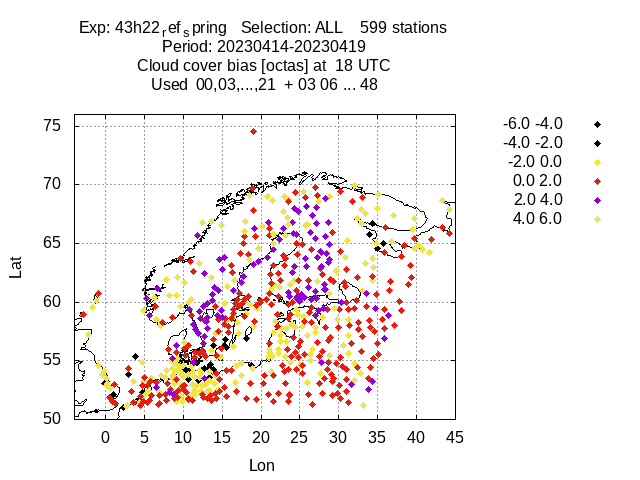 Exp: 43h22ref spring   Selection: ALL    599 stations
Period: 20230414-20230419
Cloud cover bias [octas] at  18 UTC
Used  00,03,...,21  + 03 06 ... 48
-6.0 -4.0
-4.0 -2.0
-2.0 0.0
0.0 2.0
2.0 4.0
4.0 6.0
75
70
65
60
55
50
Lat
0 5 10 15 20 25 30 35 40 45
Lon